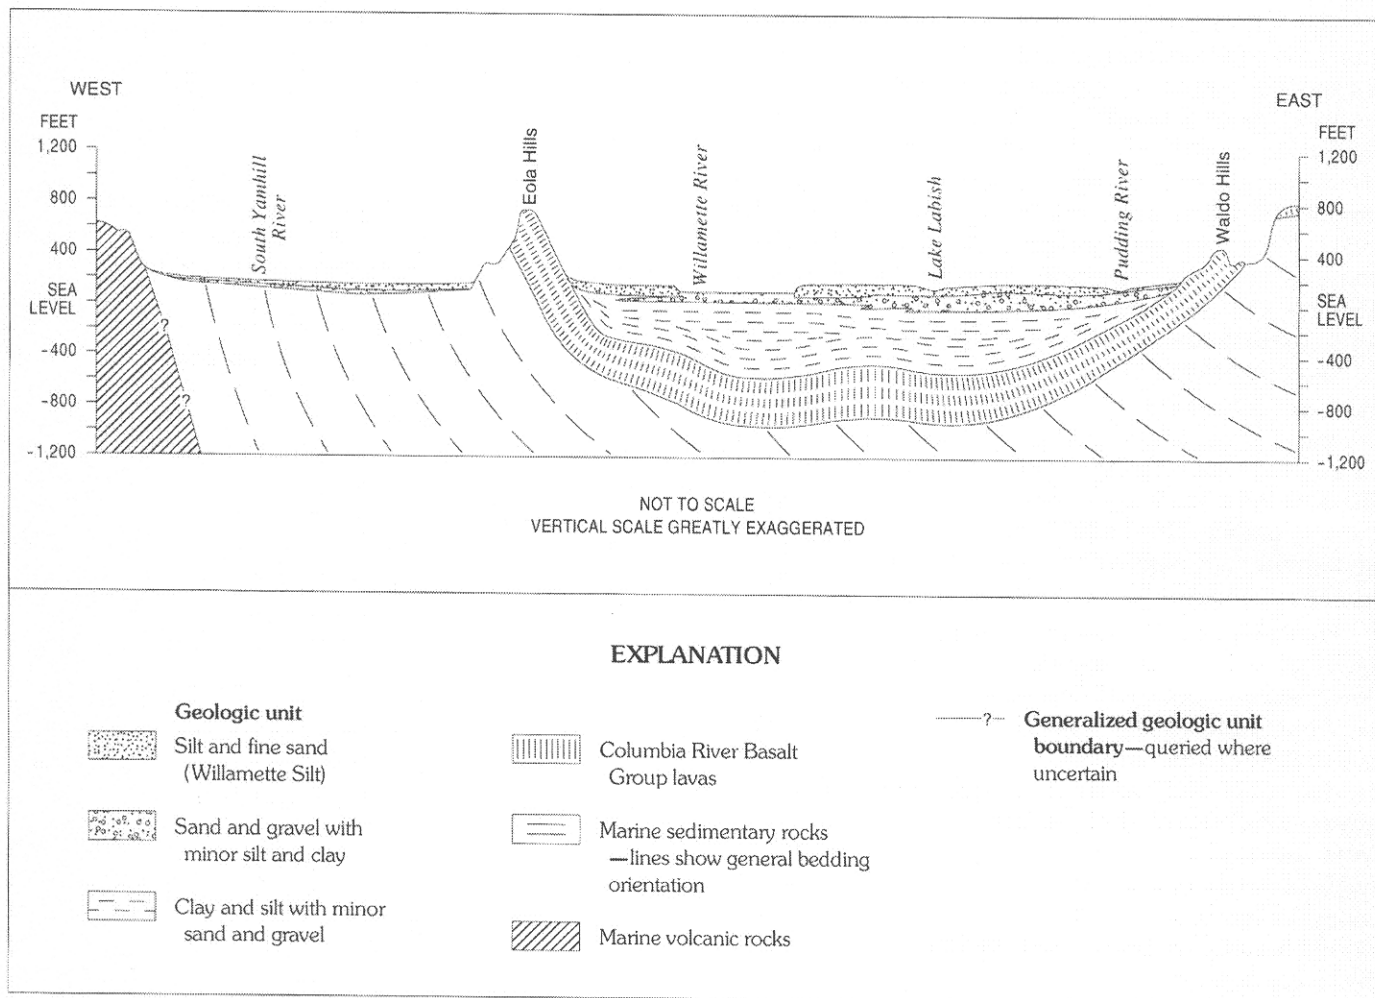 WEST
EAST
FEET
FEET
1,200
800
400
SEA
LEVEL
-400
-800
-1,200
South Yamhill
River
Eola Hills
Willamette River
Lake Labish
Pudding River
Waldo Hills
1,200
800
400
SEA
LEVEL
-400
-800
-1,200
?
?
NOT TO SCALE
VERTICAL SCALE GREATLY EXAGGERATED
EXPLANATION
Geologic unit
Silt and fine sand
(Willamette Silt)
Sand and gravel with
minor silt and clay
Clay and silt with minor
sand and gravel
Columbia River Basalt
Group lavas
Marine sedimentary rocks
—lines show general bedding
orientation
Marine volcanic rocks
?
Generalized geologic unit
boundary—queried where
uncertain